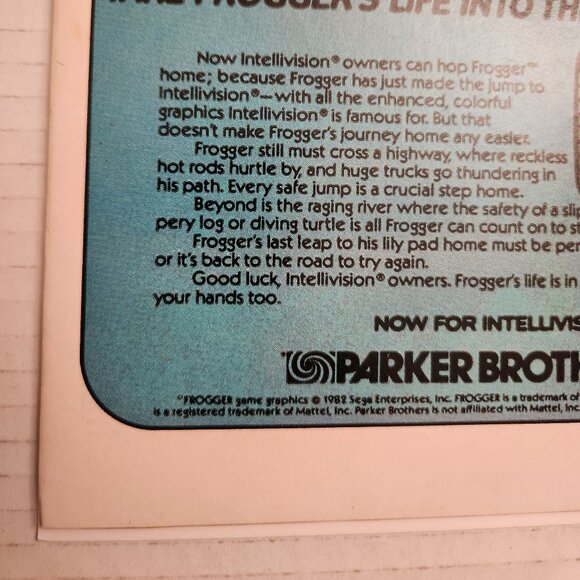 TAKE FROGGER'S LIFE INTO TH
Now Intellivision® owners can hop Frogger™
home; because Frogger has just made the jump to
Intellivision®—with all the enhanced, colorful
graphics Intellivision® is famous for. But that
doesn't make Frogger's journey home any easier.
Frogger still must cross a highway, where reckless
hot rods hurtle by, and huge trucks go thundering in
his path. Every safe jump is a crucial step home.
Beyond is the raging river where the safety of a slip
pery log or diving turtle is all Frogger can count on to st
Frogger's last leap to his lily pad home must be per
or it's back to the road to try again.
Good luck, Intellivision® owners. Frogger's life is in
your hands too.
NOW FOR INTELLIVIS
PARKER BROTH
"FROGGER game graphics © 1982 Sega Enterprises, Inc. FROGGER is a trademark of
is a registered trademark of Mattel, Inc. Parker Brothers is not affiliated with Mattel, Inc.